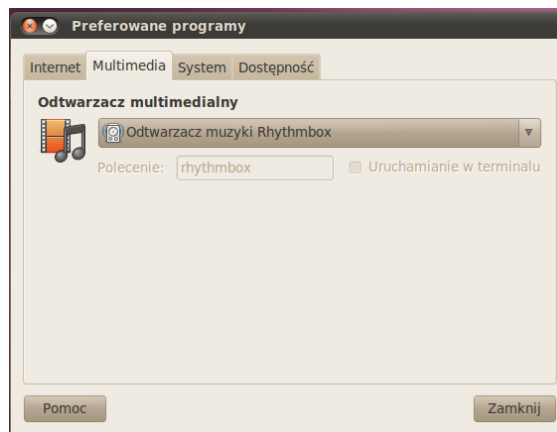 Preferowane programy
Internet Multimedia System Dostępność
Odtwarzacz multimedialny
Odtwarzacz muzyki Rhythmbox
Polecenie: rhythmbox Uruchamianie w terminalu
Pomoc Zamknij